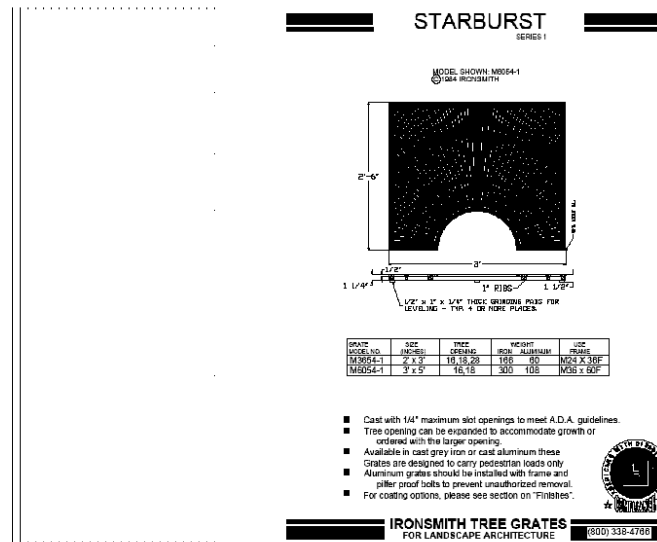 STARBURST
SERIES I
MODEL SHOWN: M6054-1
©1984 IRONSMITH
2'-6"
3'
1/2"
1 1/4"
1" RIBS
1 1/2"
1/2" x 1" x 1/4" THICK GRINDING PADS FOR
LEVELING - TYP. 4 OR MORE PLACES.
GRATE MODEL NO. SIZE (INCHES) TREE OPENING WEIGHT IRON ALUMINUM USE FRAME
M3654-1 2' x 3' 16,18,28 166 60 M24 X 36F
M6054-1 3' x 5' 16,18 300 108 M36 x 60F
Cast with 1/4" maximum slot openings to meet A.D.A. guidelines.
Tree opening can be expanded to accommodate growth or
ordered with the larger opening.
Available in cast grey iron or cast aluminum these
Grates are designed to carry pedestrian loads only
Aluminum grates should be installed with frame and
pilfer proof bolts to prevent unauthorized removal.
For coating options, please see section on "Finishes".
IRONSMITH TREE GRATES
FOR LANDSCAPE ARCHITECTURE
(800) 338-4766